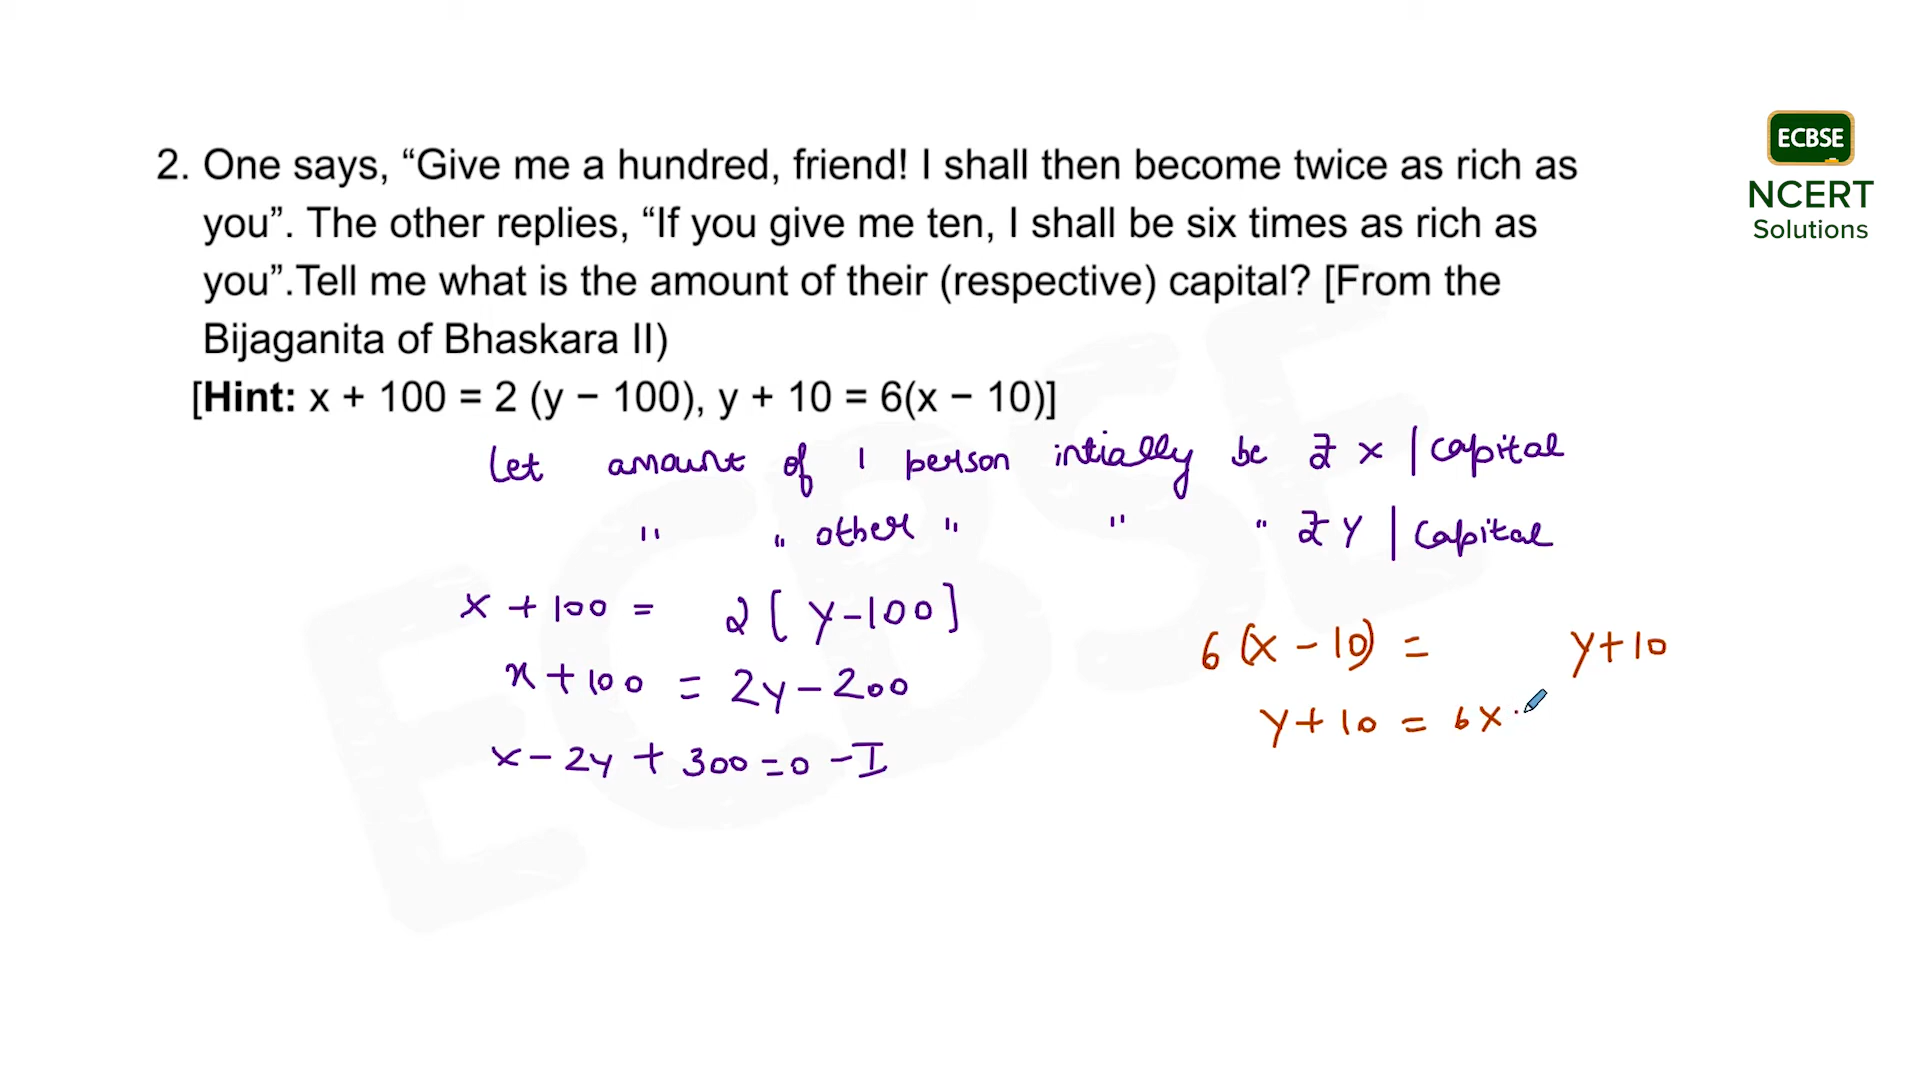 2. One says, “Give me a hundred, friend! I shall then become twice as rich as
you”. The other replies, “If you give me ten, I shall be six times as rich as
you”.Tell me what is the amount of their (respective) capital? [From the
Bijaganita of Bhaskara II)
[Hint: x + 100 = 2 (y − 100), y + 10 = 6(x − 10)]
ECBSE
NCERT
Solutions
Let amount of 1 person intially be ₹ x | capital
" " other " " " ₹ y | capital
x + 100 = 2 [ y - 100 ]
x + 100 = 2y - 200
x - 2y + 300 = 0 - I
6 (x - 10) = y + 10
y + 10 = 6x
ECBSE